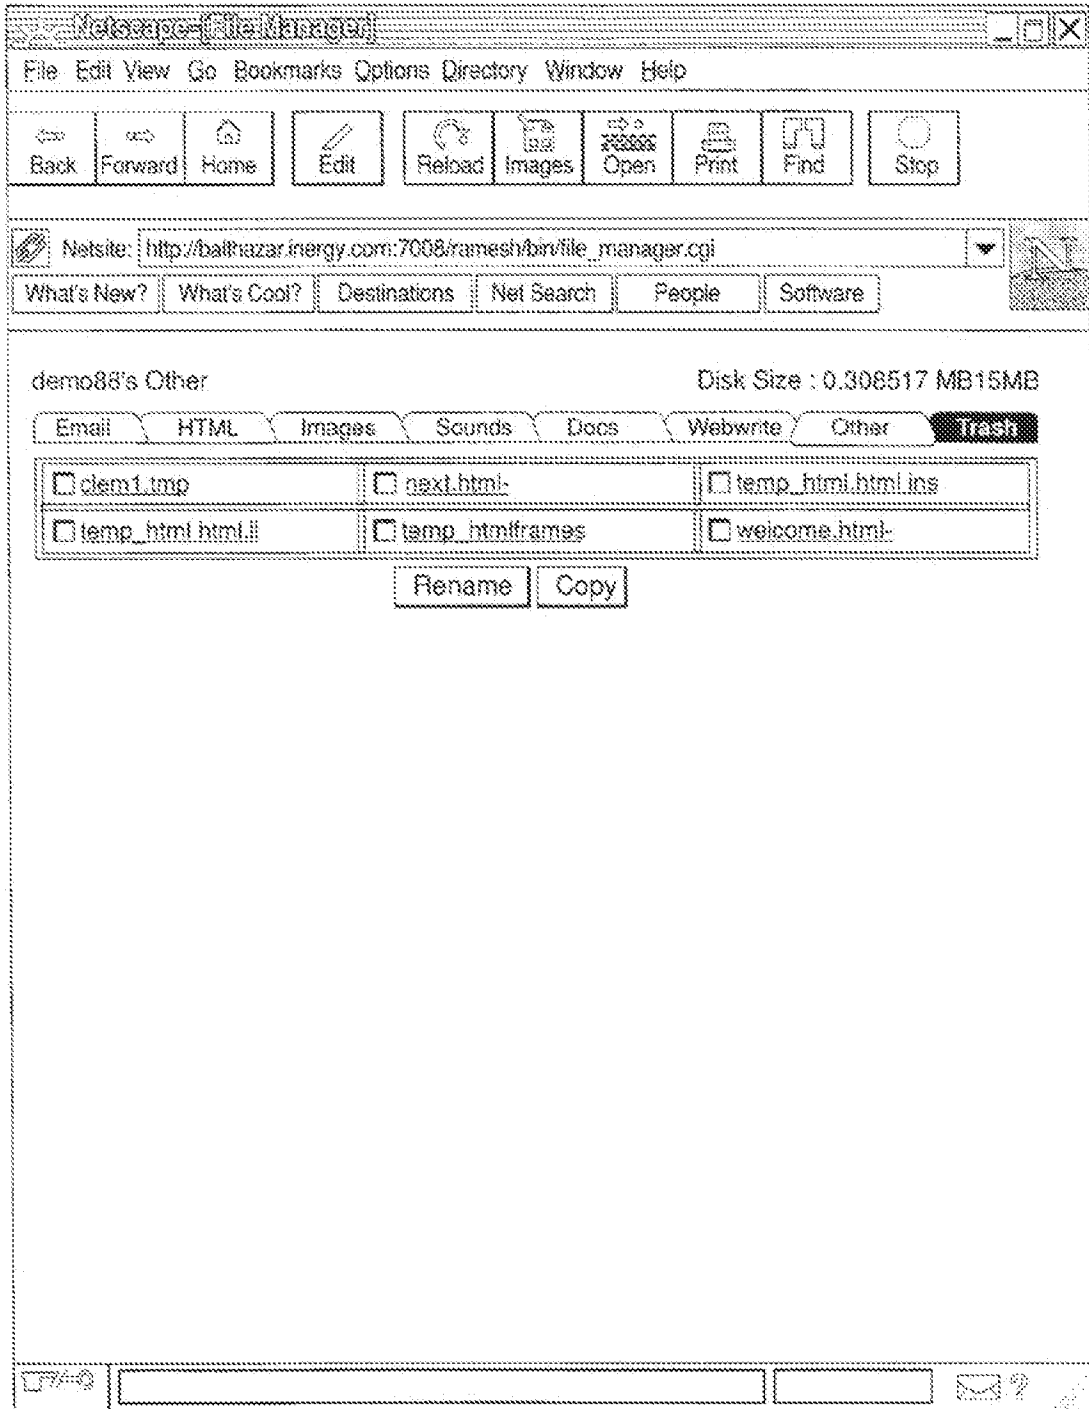 Netscape-[File Manager]
File Edit View Go Bookmarks Options Directory Window Help
Back Forward Home Edit Reload Images Open Print Find Stop
Netsite: http://balthazar.inergy.com:7008/ramesh/bin/file_manager.cgi
N
What's New? What's Cool? Destinations Net Search People Software
demo88's Other Disk Size : 0.308517 MB15MB
Email HTML Images Sounds Docs Webwrite Other Trash
clem1.tmp next.html- temp_html.html.ins
temp_html.html.ll temp_htmlframes welcome.html-
Rename Copy
?